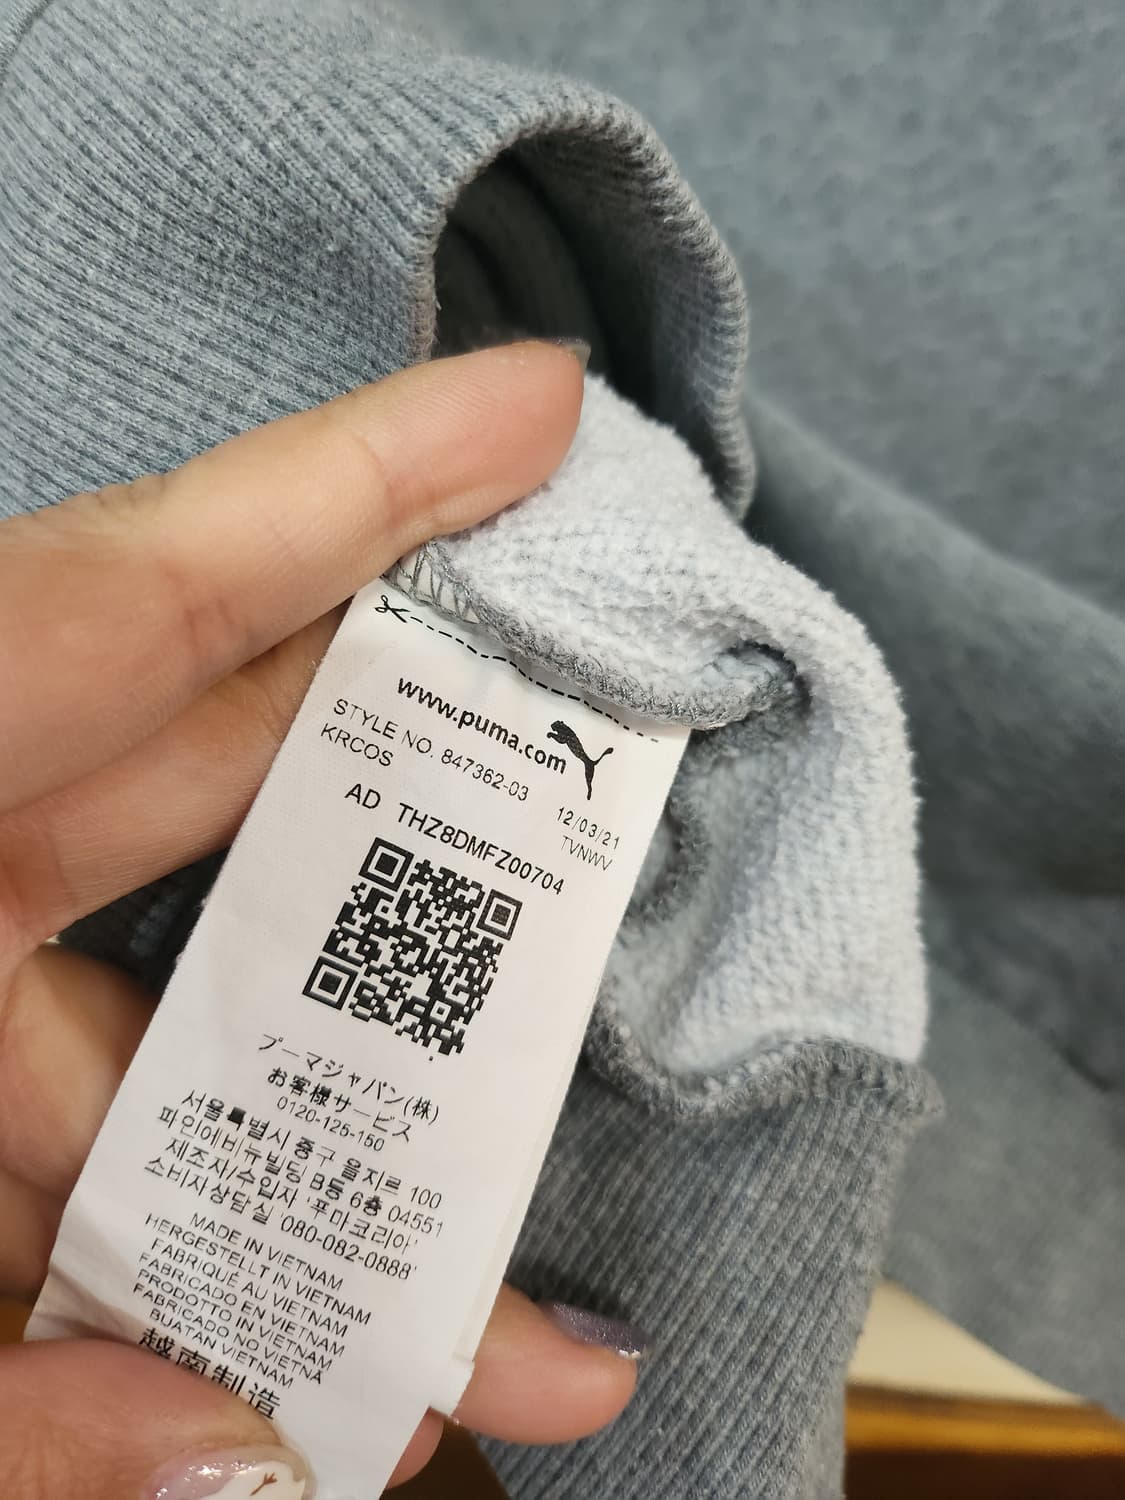 www.puma.com
STYLE NO. 847362-03
12/03/21
KRCOS
TVNWV
AD THZ8DMFZ00704
プーマジャパン(株)
お客様サービス
0120-125-150
서울특별시 중구 을지로 100
파인에비뉴빌딩 B동 6층 04551
제조자/수입자 '푸마코리아'
소비자상담실 '080-082-0888'
MADE IN VIETNAM
HERGESTELLT IN VIETNAM
FABRIQUÉ AU VIETNAM
FABRICADO EN VIETNAM
PRODOTTO IN VIETNAM
FABRICADO NO VIETNÃ
BUATAN VIETNAM
越南制造